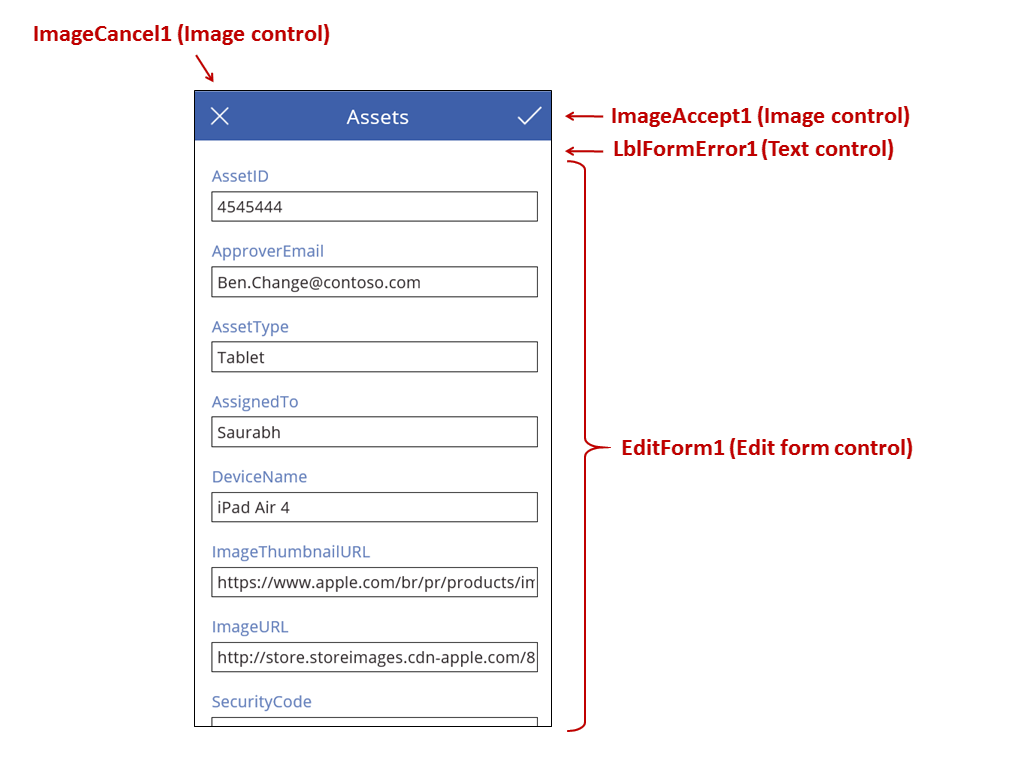 ImageCancel1 (Image control)
Assets
ImageAccept1 (Image control)
LblFormError1 (Text control)
AssetID
4545444
ApproverEmail
Ben.Change@contoso.com
AssetType
Tablet
AssignedTo
Saurabh
EditForm1 (Edit form control)
DeviceName
iPad Air 4
ImageThumbnailURL
https://www.apple.com/br/pr/products/im
ImageURL
http://store.storeimages.cdn-apple.com/8
SecurityCode